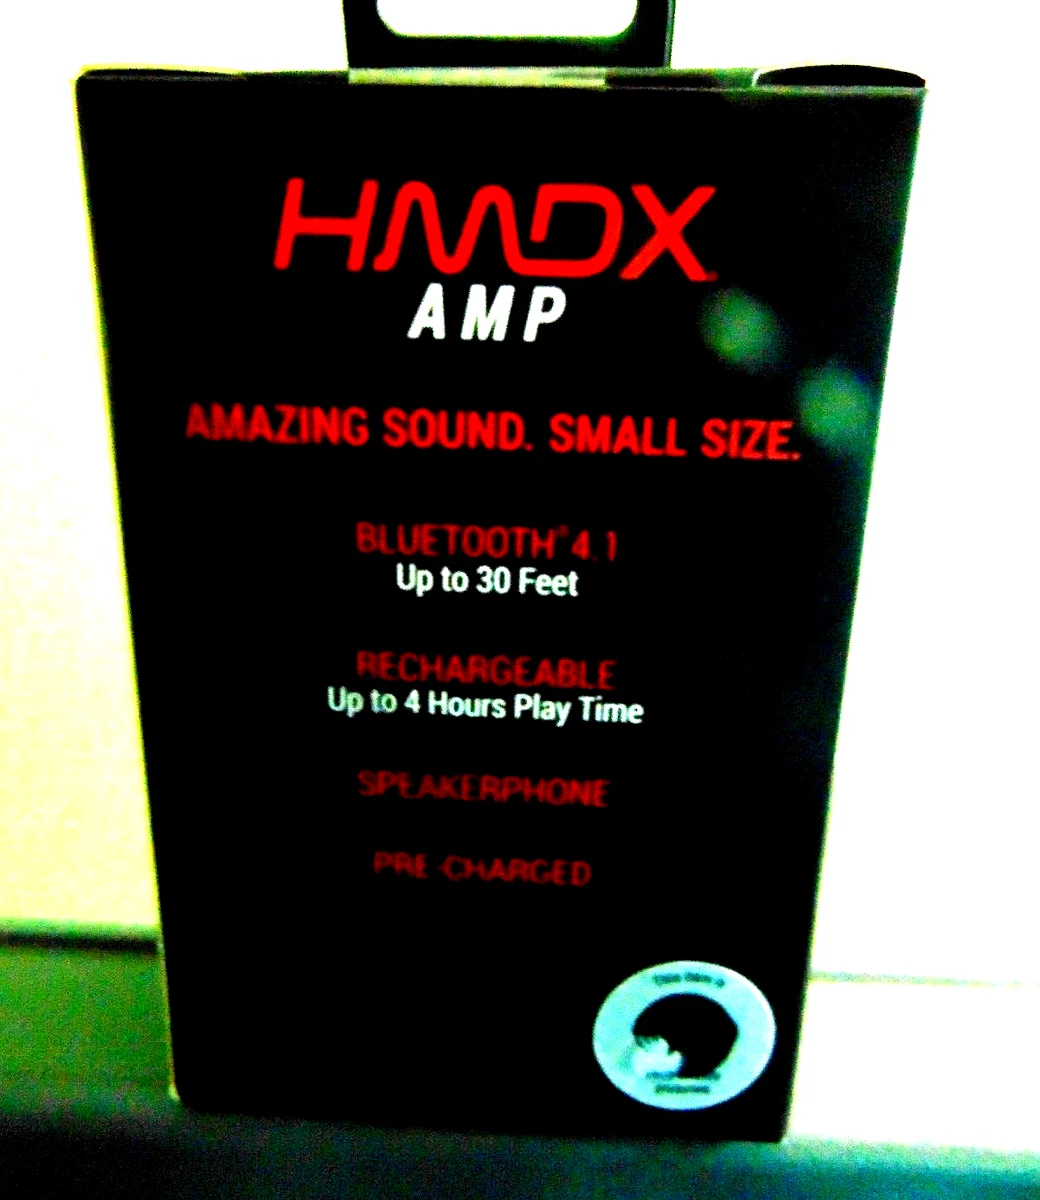 HMDX
AMP
AMAZING SOUND. SMALL SIZE.
BLUETOOTH® 4.1
Up to 30 Feet
RECHARGEABLE
Up to 4 Hours Play Time
SPEAKERPHONE
PRE-CHARGED